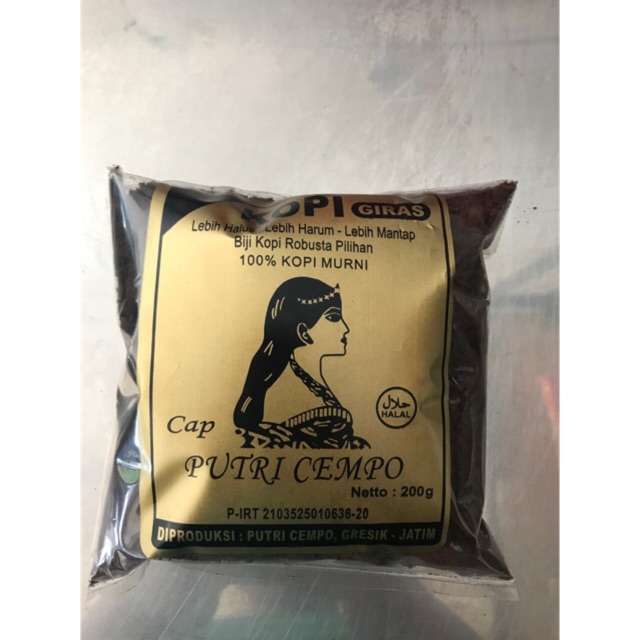 KOPI GIRAS
Lebih Halus - Lebih Harum - Lebih Mantap
Biji Kopi Robusta Pilihan
100% KOPI MURNI
حلال
HALAL
Cap
PUTRI CEMPO
Netto : 200g
P-IRT 2103525010636-20
DIPRODUKSI : PUTRI CEMPO, GRESIK - JATIM